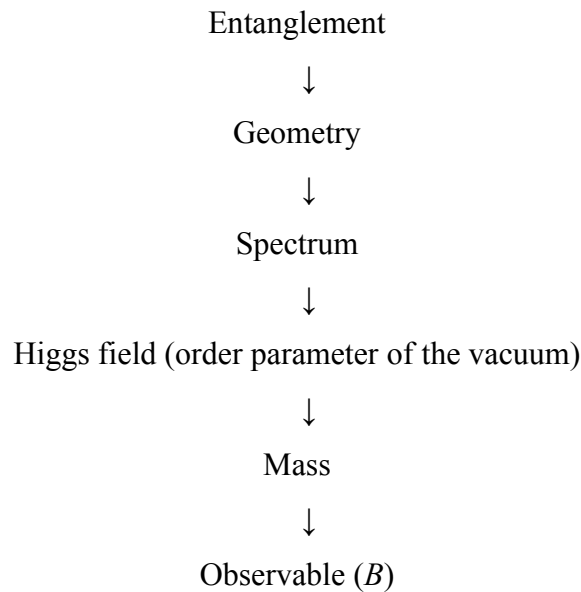 Entanglement
↓
Geometry
↓
Spectrum
↓
Higgs field (order parameter of the vacuum)
↓
Mass
↓
Observable (B)